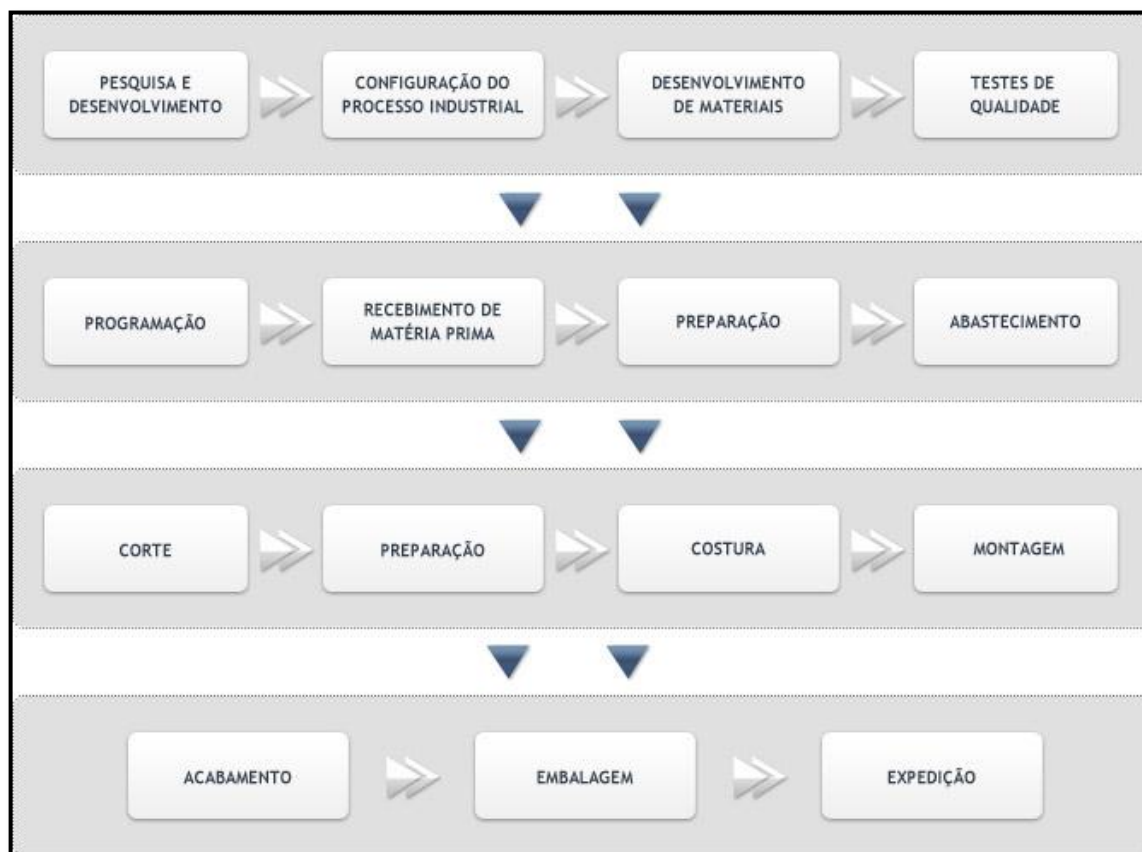 PESQUISA E
DESENVOLVIMENTO
CONFIGURAÇÃO DO
PROCESSO INDUSTRIAL
DESENVOLVIMENTO
DE MATERIAIS
TESTES DE
QUALIDADE
PROGRAMAÇÃO
RECEBIMENTO DE
MATÉRIA PRIMA
PREPARAÇÃO
ABASTECIMENTO
CORTE
PREPARAÇÃO
COSTURA
MONTAGEM
ACABAMENTO
EMBALAGEM
EXPEDIÇÃO